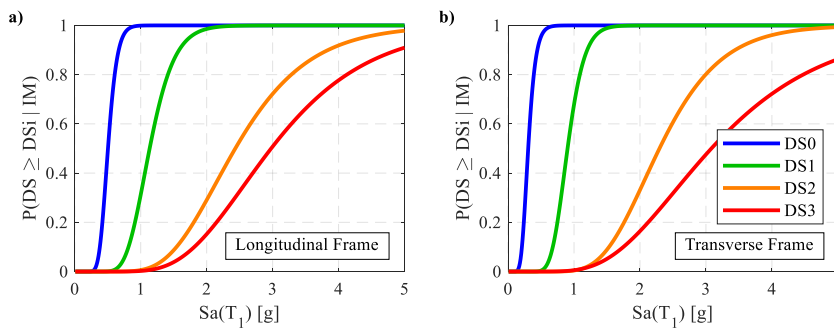 a)
P(DS ≥ DSi | IM)
1
0.8
0.6
0.4
0.2
0
0
1
2
3
4
5
Sa(T1) [g]
Longitudinal Frame
b)
P(DS ≥ DSi | IM)
1
0.8
0.6
0.4
0.2
0
0
1
2
3
4
Sa(T1) [g]
DS0
DS1
DS2
DS3
Transverse Frame